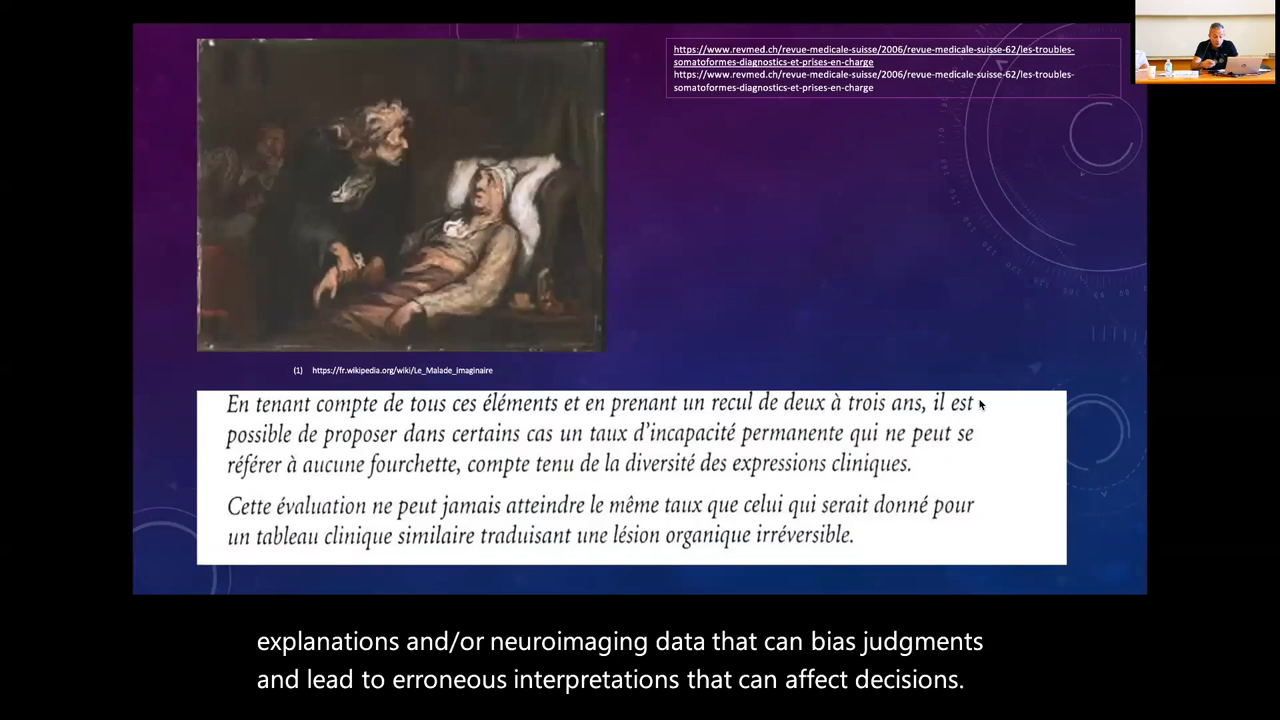 https://www.revmed.ch/revue-medicale-suisse/2006/revue-medicale-suisse-62/les-troubles-
somatoformes-diagnostics-et-prises-en-charge
https://www.revmed.ch/revue-medicale-suisse/2006/revue-medicale-suisse-62/les-troubles-
somatoformes-diagnostics-et-prises-en-charge
(1) https://fr.wikipedia.org/wiki/Le_Malade_imaginaire
En tenant compte de tous ces éléments et en prenant un recul de deux à trois ans, il est
possible de proposer dans certains cas un taux d'incapacité permanente qui ne peut se
référer à aucune fourchette, compte tenu de la diversité des expressions cliniques.
Cette évaluation ne peut jamais atteindre le même taux que celui qui serait donné pour
un tableau clinique similaire traduisant une lésion organique irréversible.
explanations and/or neuroimaging data that can bias judgments
and lead to erroneous interpretations that can affect decisions.